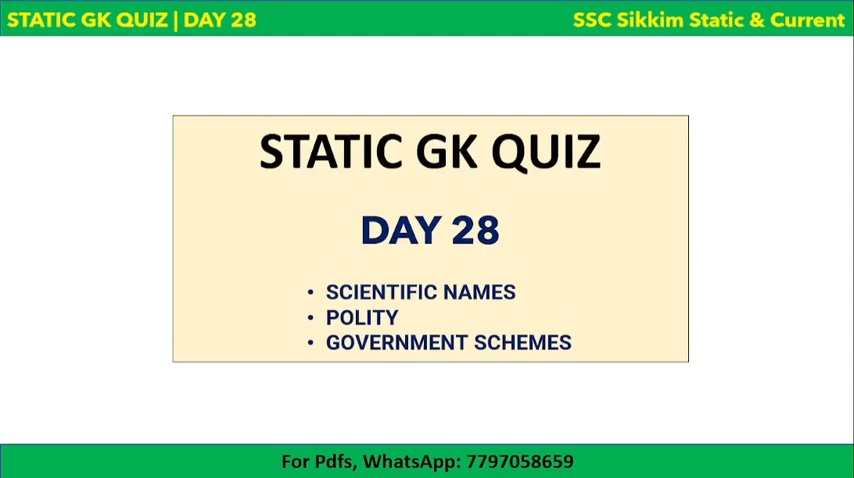 STATIC GK QUIZ | DAY 28
SSC Sikkim Static & Current
STATIC GK QUIZ
DAY 28
• SCIENTIFIC NAMES
• POLITY
• GOVERNMENT SCHEMES
For Pdfs, WhatsApp: 7797058659